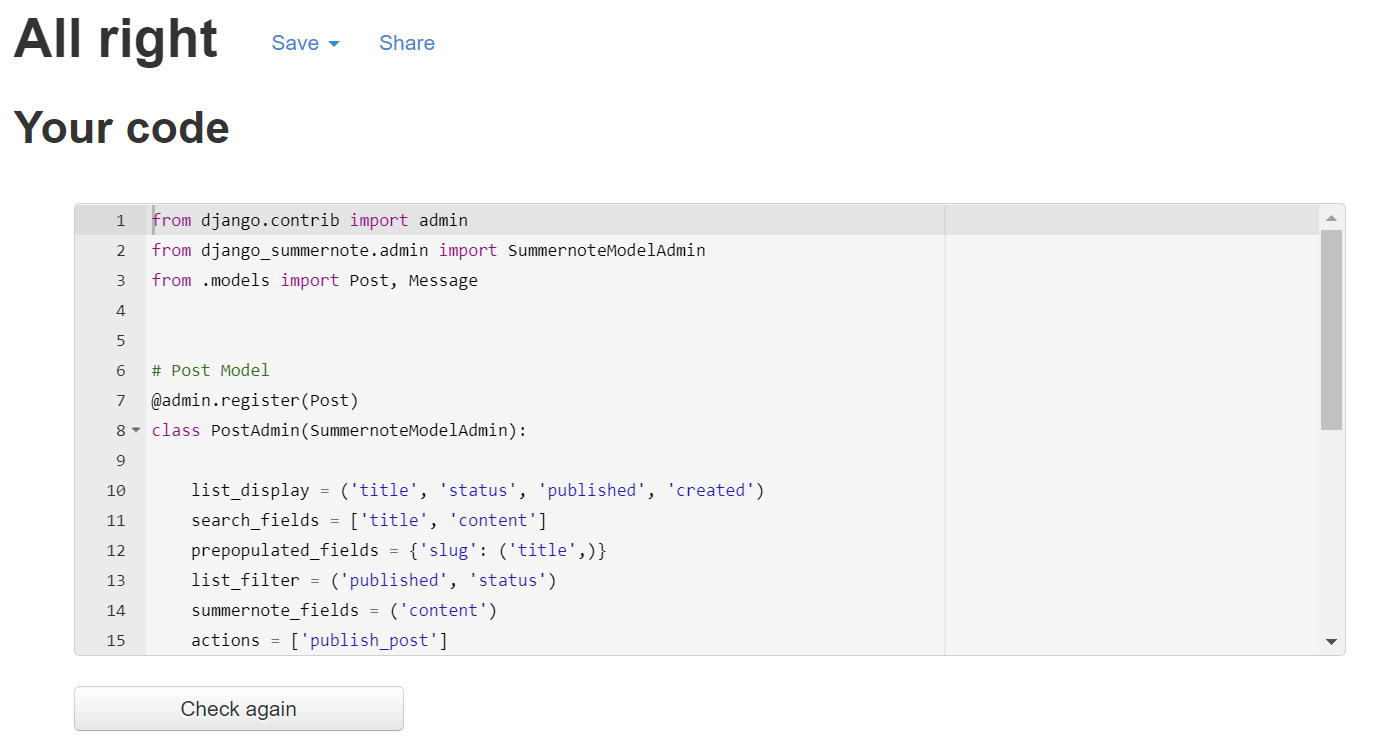 All right Save Share
Your code
1 from django.contrib import admin
2 from django_summernote.admin import SummernoteModelAdmin
3 from .models import Post, Message
4
5
6 # Post Model
7 @admin.register(Post)
8 class PostAdmin(SummernoteModelAdmin):
9
10     list_display = ('title', 'status', 'published', 'created')
11     search_fields = ['title', 'content']
12     prepopulated_fields = {'slug': ('title',)}
13     list_filter = ('published', 'status')
14     summernote_fields = ('content')
15     actions = ['publish_post']
Check again